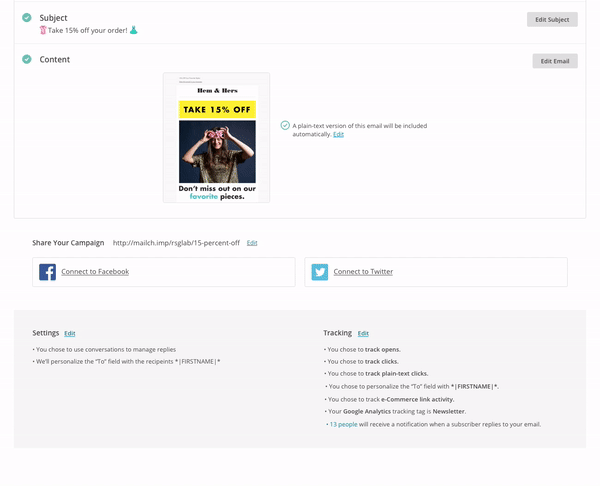 Subject
Edit Subject
Take 15% off your order!
Content
Edit Email
Hem & Hers
TAKE 15% OFF
Don't miss out on our
favorite pieces.
A plain-text version of this email will be included
automatically. Edit
Share Your Campaign http://mailch.imp/rsglab/15-percent-off Edit
Connect to Facebook
Connect to Twitter
Settings Edit
• You chose to use conversations to manage replies
• We'll personalize the "To" field with the recipeints *|FIRSTNAME|*
Tracking Edit
• You chose to track opens.
• You chose to track clicks.
• You chose to track plain-text clicks.
• You chose to personalize the "To" field with *|FIRSTNAME|*.
• You chose to track e-Commerce link activity.
• Your Google Analytics tracking tag is Newsletter.
• 13 people will receive a notification when a subscriber replies to your email.